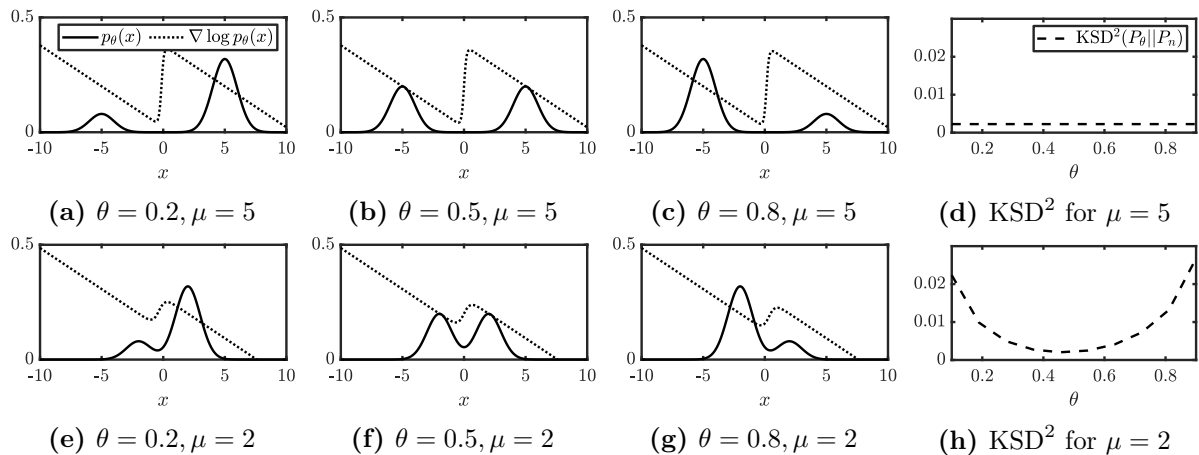 0.5 0.5 0.5
p_θ(x) ∇ log p_θ(x) KSD²(P_θ||P_n)
0.02
0.01
0 0 0 0
-10 -5 0 5 10 -10 -5 0 5 10 -10 -5 0 5 10 0.2 0.4 0.6 0.8
x x x θ
(a) θ = 0.2, μ = 5 (b) θ = 0.5, μ = 5 (c) θ = 0.8, μ = 5 (d) KSD² for μ = 5
0.5 0.5 0.5
0.02
0.01
0 0 0 0
-10 -5 0 5 10 -10 -5 0 5 10 -10 -5 0 5 10 0.2 0.4 0.6 0.8
x x x θ
(e) θ = 0.2, μ = 2 (f) θ = 0.5, μ = 2 (g) θ = 0.8, μ = 2 (h) KSD² for μ = 2